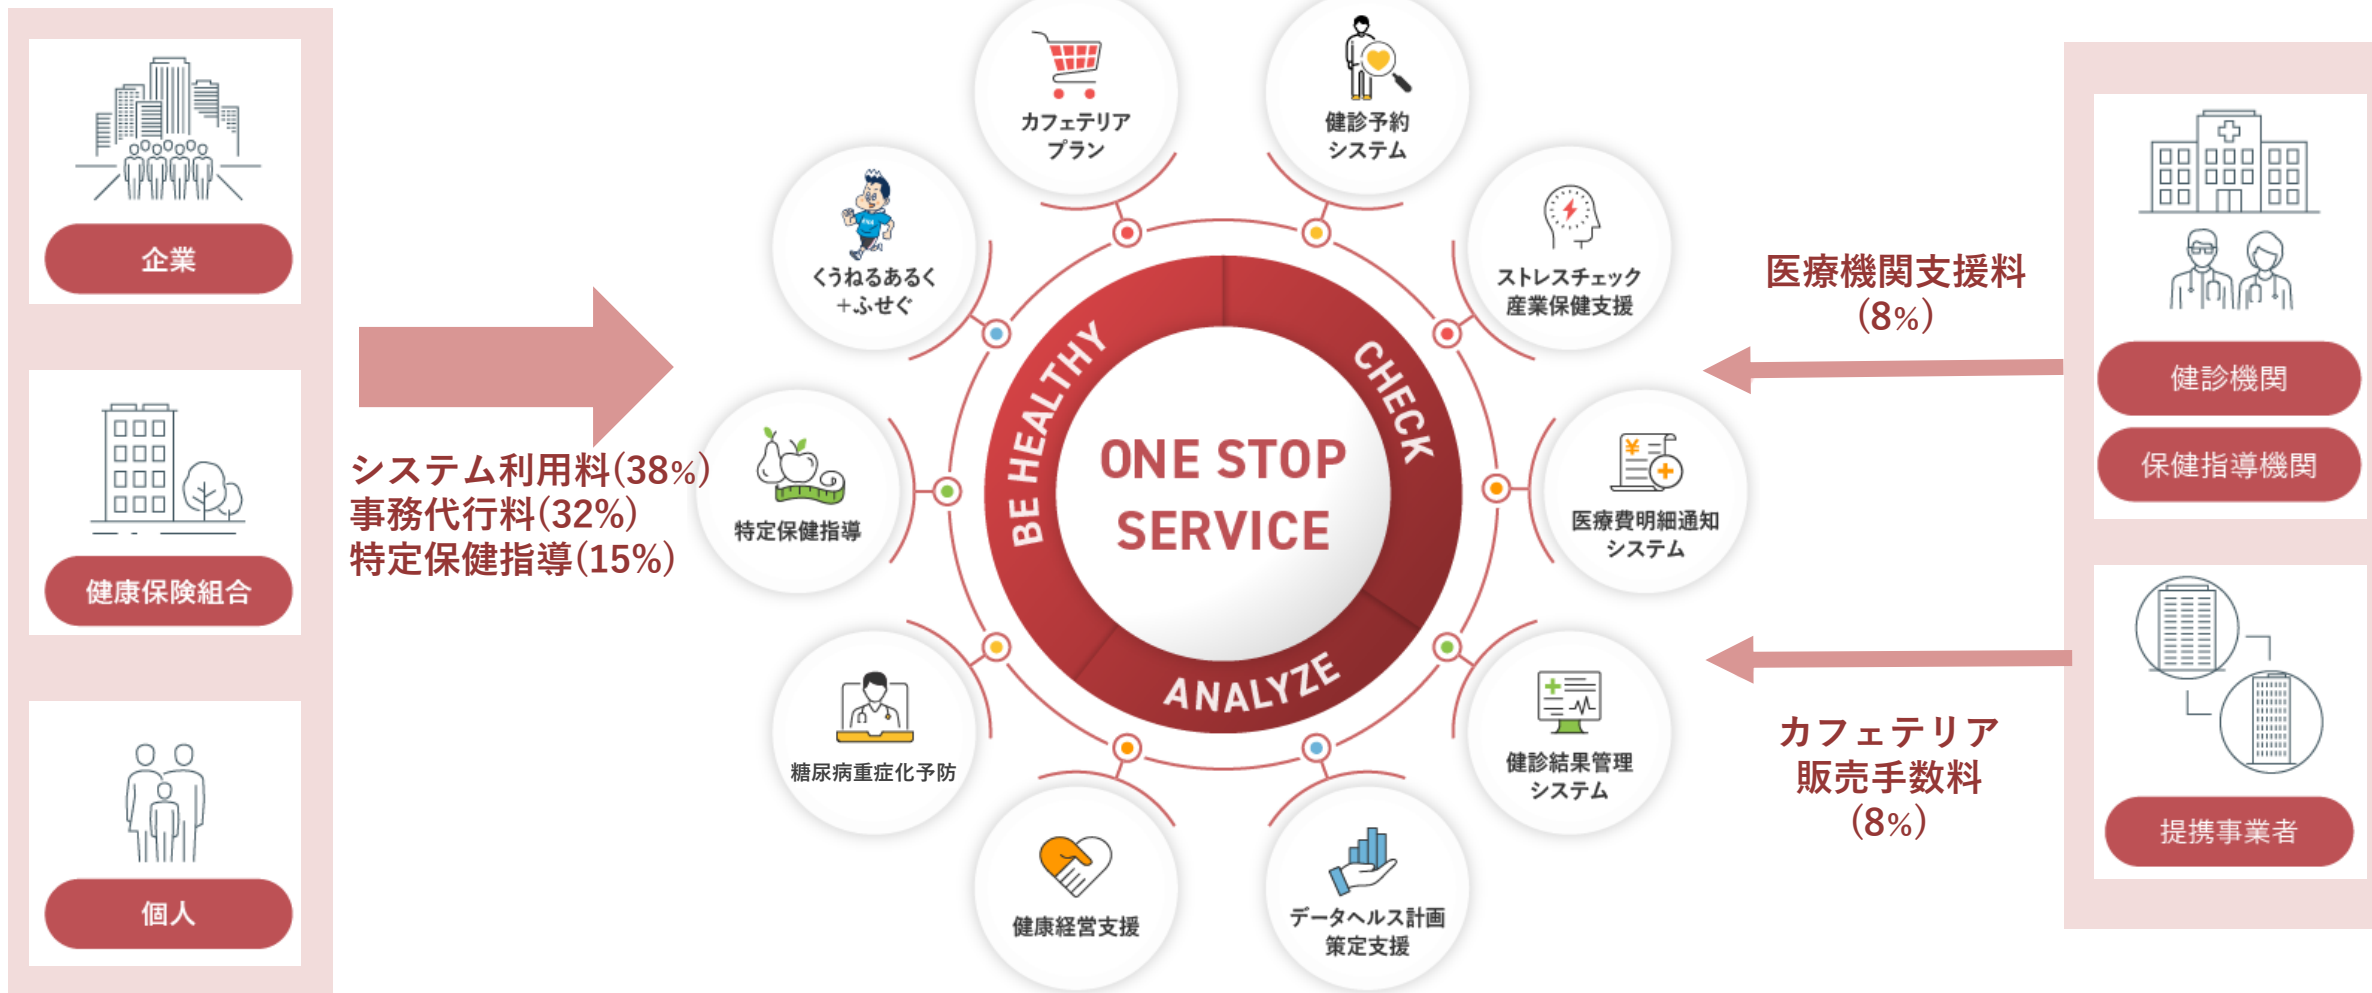 企業
健康保険組合
個人
システム利用料(38%)
事務代行料(32%)
特定保健指導(15%)
カフェテリア
プラン
健診予約
システム
くうねるあるく
＋ふせぐ
ストレスチェック
産業保健支援
特定保健指導
医療費明細通知
システム
糖尿病重症化予防
健診結果管理
システム
健康経営支援
データヘルス計画
策定支援
BE HEALTHY
CHECK
ANALYZE
ONE STOP
SERVICE
医療機関支援料
(8%)
カフェテリア
販売手数料
(8%)
健診機関
保健指導機関
提携事業者